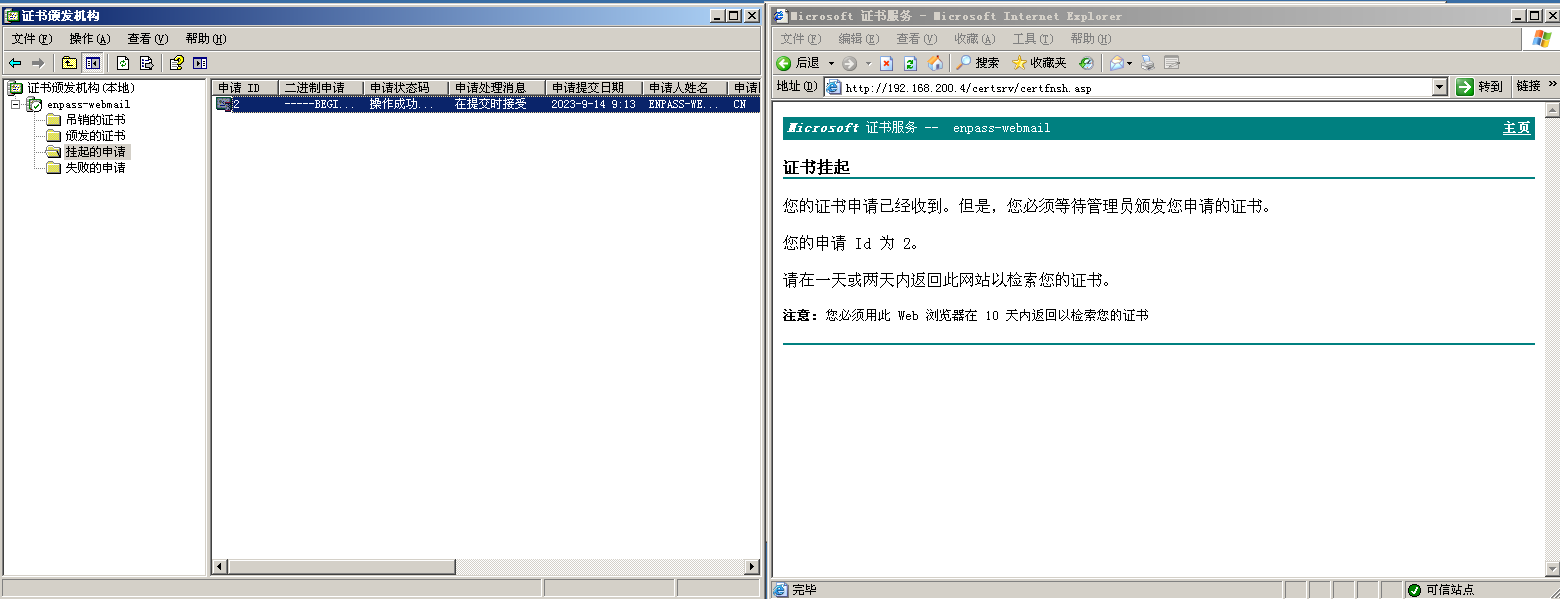 证书颁发机构
文件(F) 操作(A) 查看(V) 帮助(H)
证书颁发机构(本地)
enpass-webmail
吊销的证书
颁发的证书
挂起的申请
失败的申请
申请 ID 二进制申请 申请状态码 申请处理消息 申请提交日期 申请人姓名 申请
2 -----BEGI... 操作成功... 在提交时接受 2023-9-14 9:13 ENPASS-WE... CN
Microsoft 证书服务 - Microsoft Internet Explorer
文件(F) 编辑(E) 查看(V) 收藏(A) 工具(T) 帮助(H)
后退 搜索 收藏夹
地址(D) http://192.168.200.4/certsrv/certfnsh.asp 转到 链接 »
Microsoft 证书服务 -- enpass-webmail 主页
证书挂起
您的证书申请已经收到。但是，您必须等待管理员颁发您申请的证书。
您的申请 Id 为 2。
请在一天或两天内返回此网站以检索您的证书。
注意：您必须用此 Web 浏览器在 10 天内返回以检索您的证书
完毕 可信站点